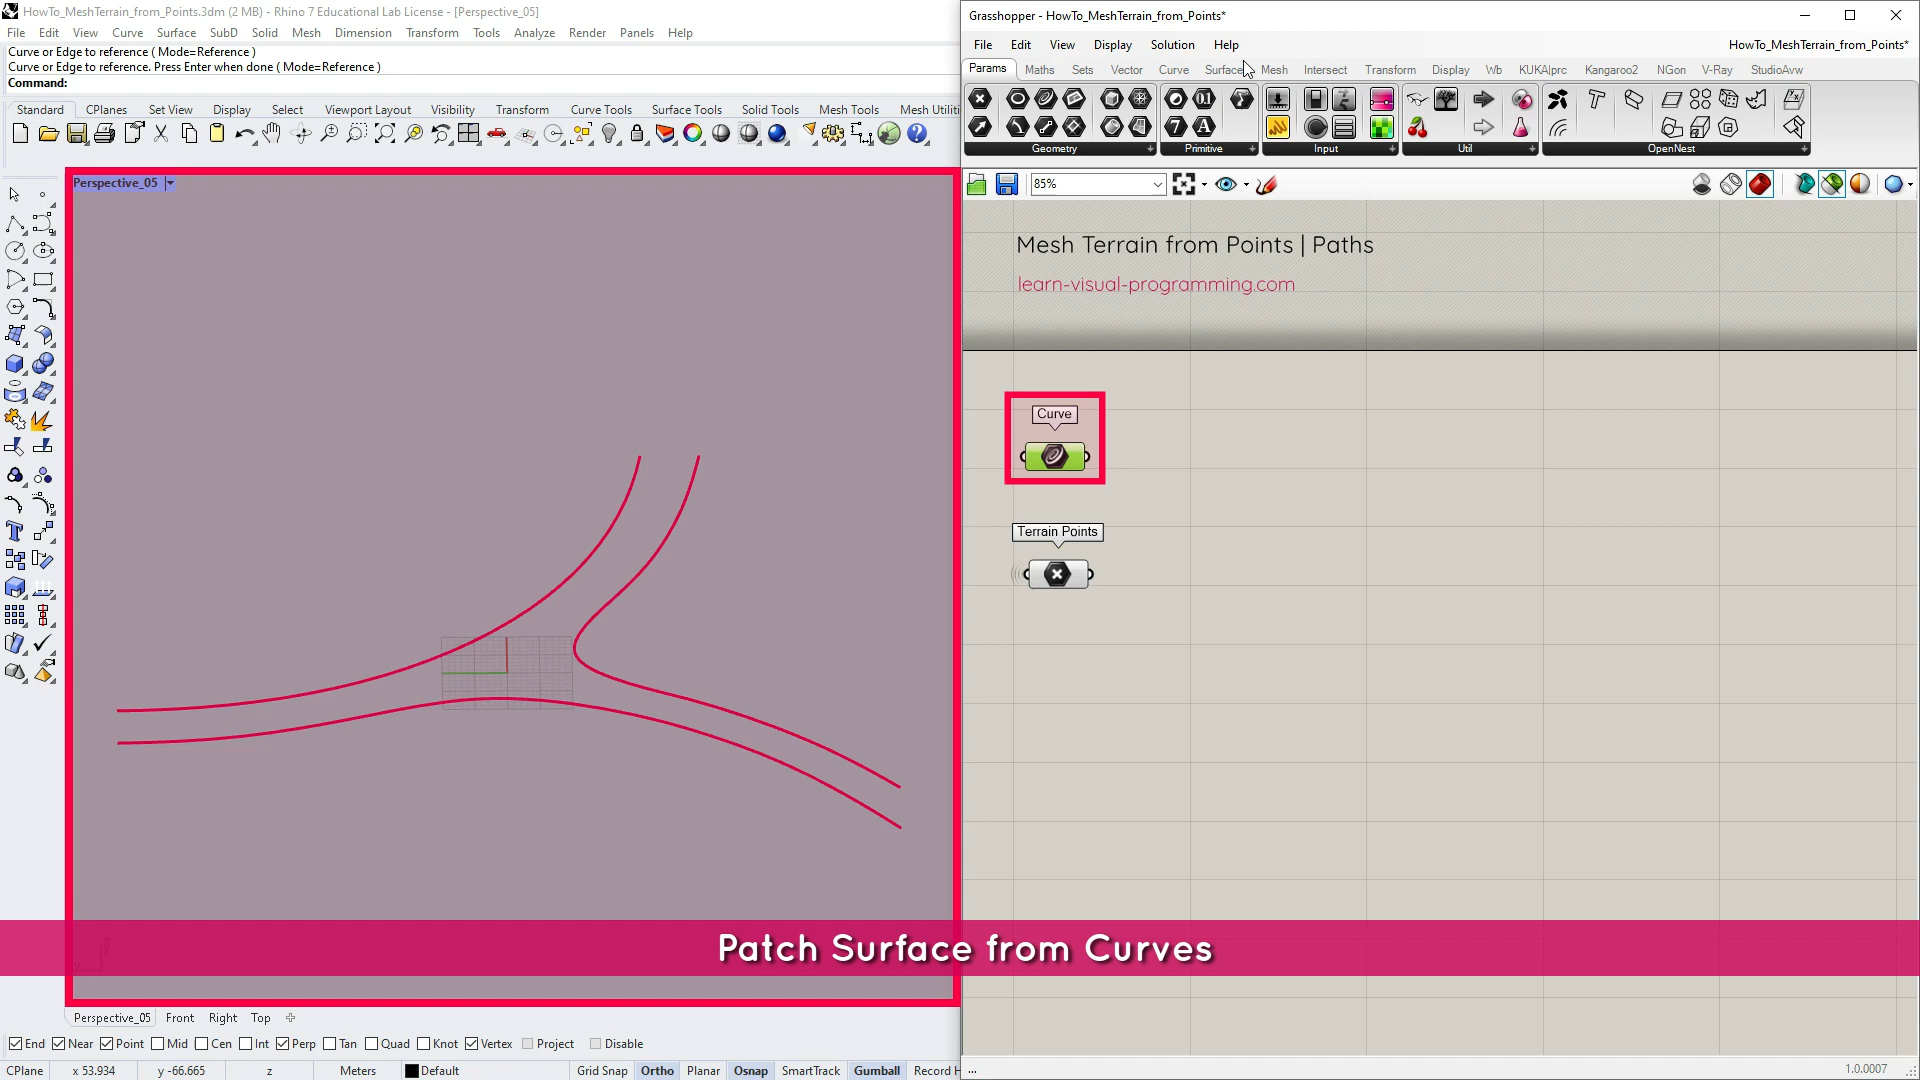 HowTo_MeshTerrain_from_Points.3dm (2 MB) - Rhino 7 Educational Lab License - [Perspective_05]
File Edit View Curve Surface SubD Solid Mesh Dimension Transform Tools Analyze Render Panels Help
Curve or Edge to reference ( Mode=Reference )
Curve or Edge to reference. Press Enter when done ( Mode=Reference )
Command:
Standard CPlanes Set View Display Select Viewport Layout Visibility Transform Curve Tools Surface Tools Solid Tools Mesh Tools Mesh Utiliti
Perspective_05
Grasshopper - HowTo_MeshTerrain_from_Points*
File Edit View Display Solution Help HowTo_MeshTerrain_from_Points*
Params Maths Sets Vector Curve Surface Mesh Intersect Transform Display Wb KUKA|prc Kangaroo2 NGon V-Ray StudioAvw
Geometry Primitive Input Util OpenNest
85%
Mesh Terrain from Points | Paths
learn-visual-programming.com
Curve
Terrain Points
Patch Surface from Curves
Perspective_05 Front Right Top
End Near Point Mid Cen Int Perp Tan Quad Knot Vertex Project Disable
CPlane x 53.934 y -66.665 z Meters Default Grid Snap Ortho Planar Osnap SmartTrack Gumball Record H
... 1.0.0007